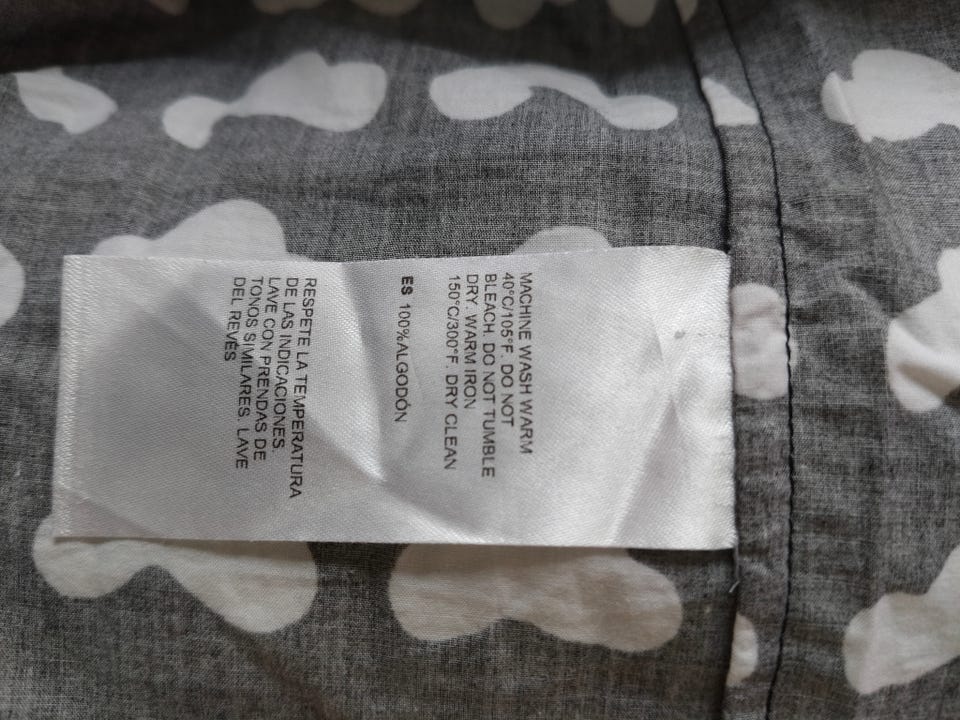 MACHINE WASH WARM
40°C/105°F. DO NOT
BLEACH. DO NOT TUMBLE
DRY. WARM IRON
150°C/300°F. DRY CLEAN
ES 100%ALGODÓN
RESPETE LA TEMPERATURA
DE LAS INDICACIONES.
LAVE CON PRENDAS DE
TONOS SIMILARES. LAVE
DEL REVÉS